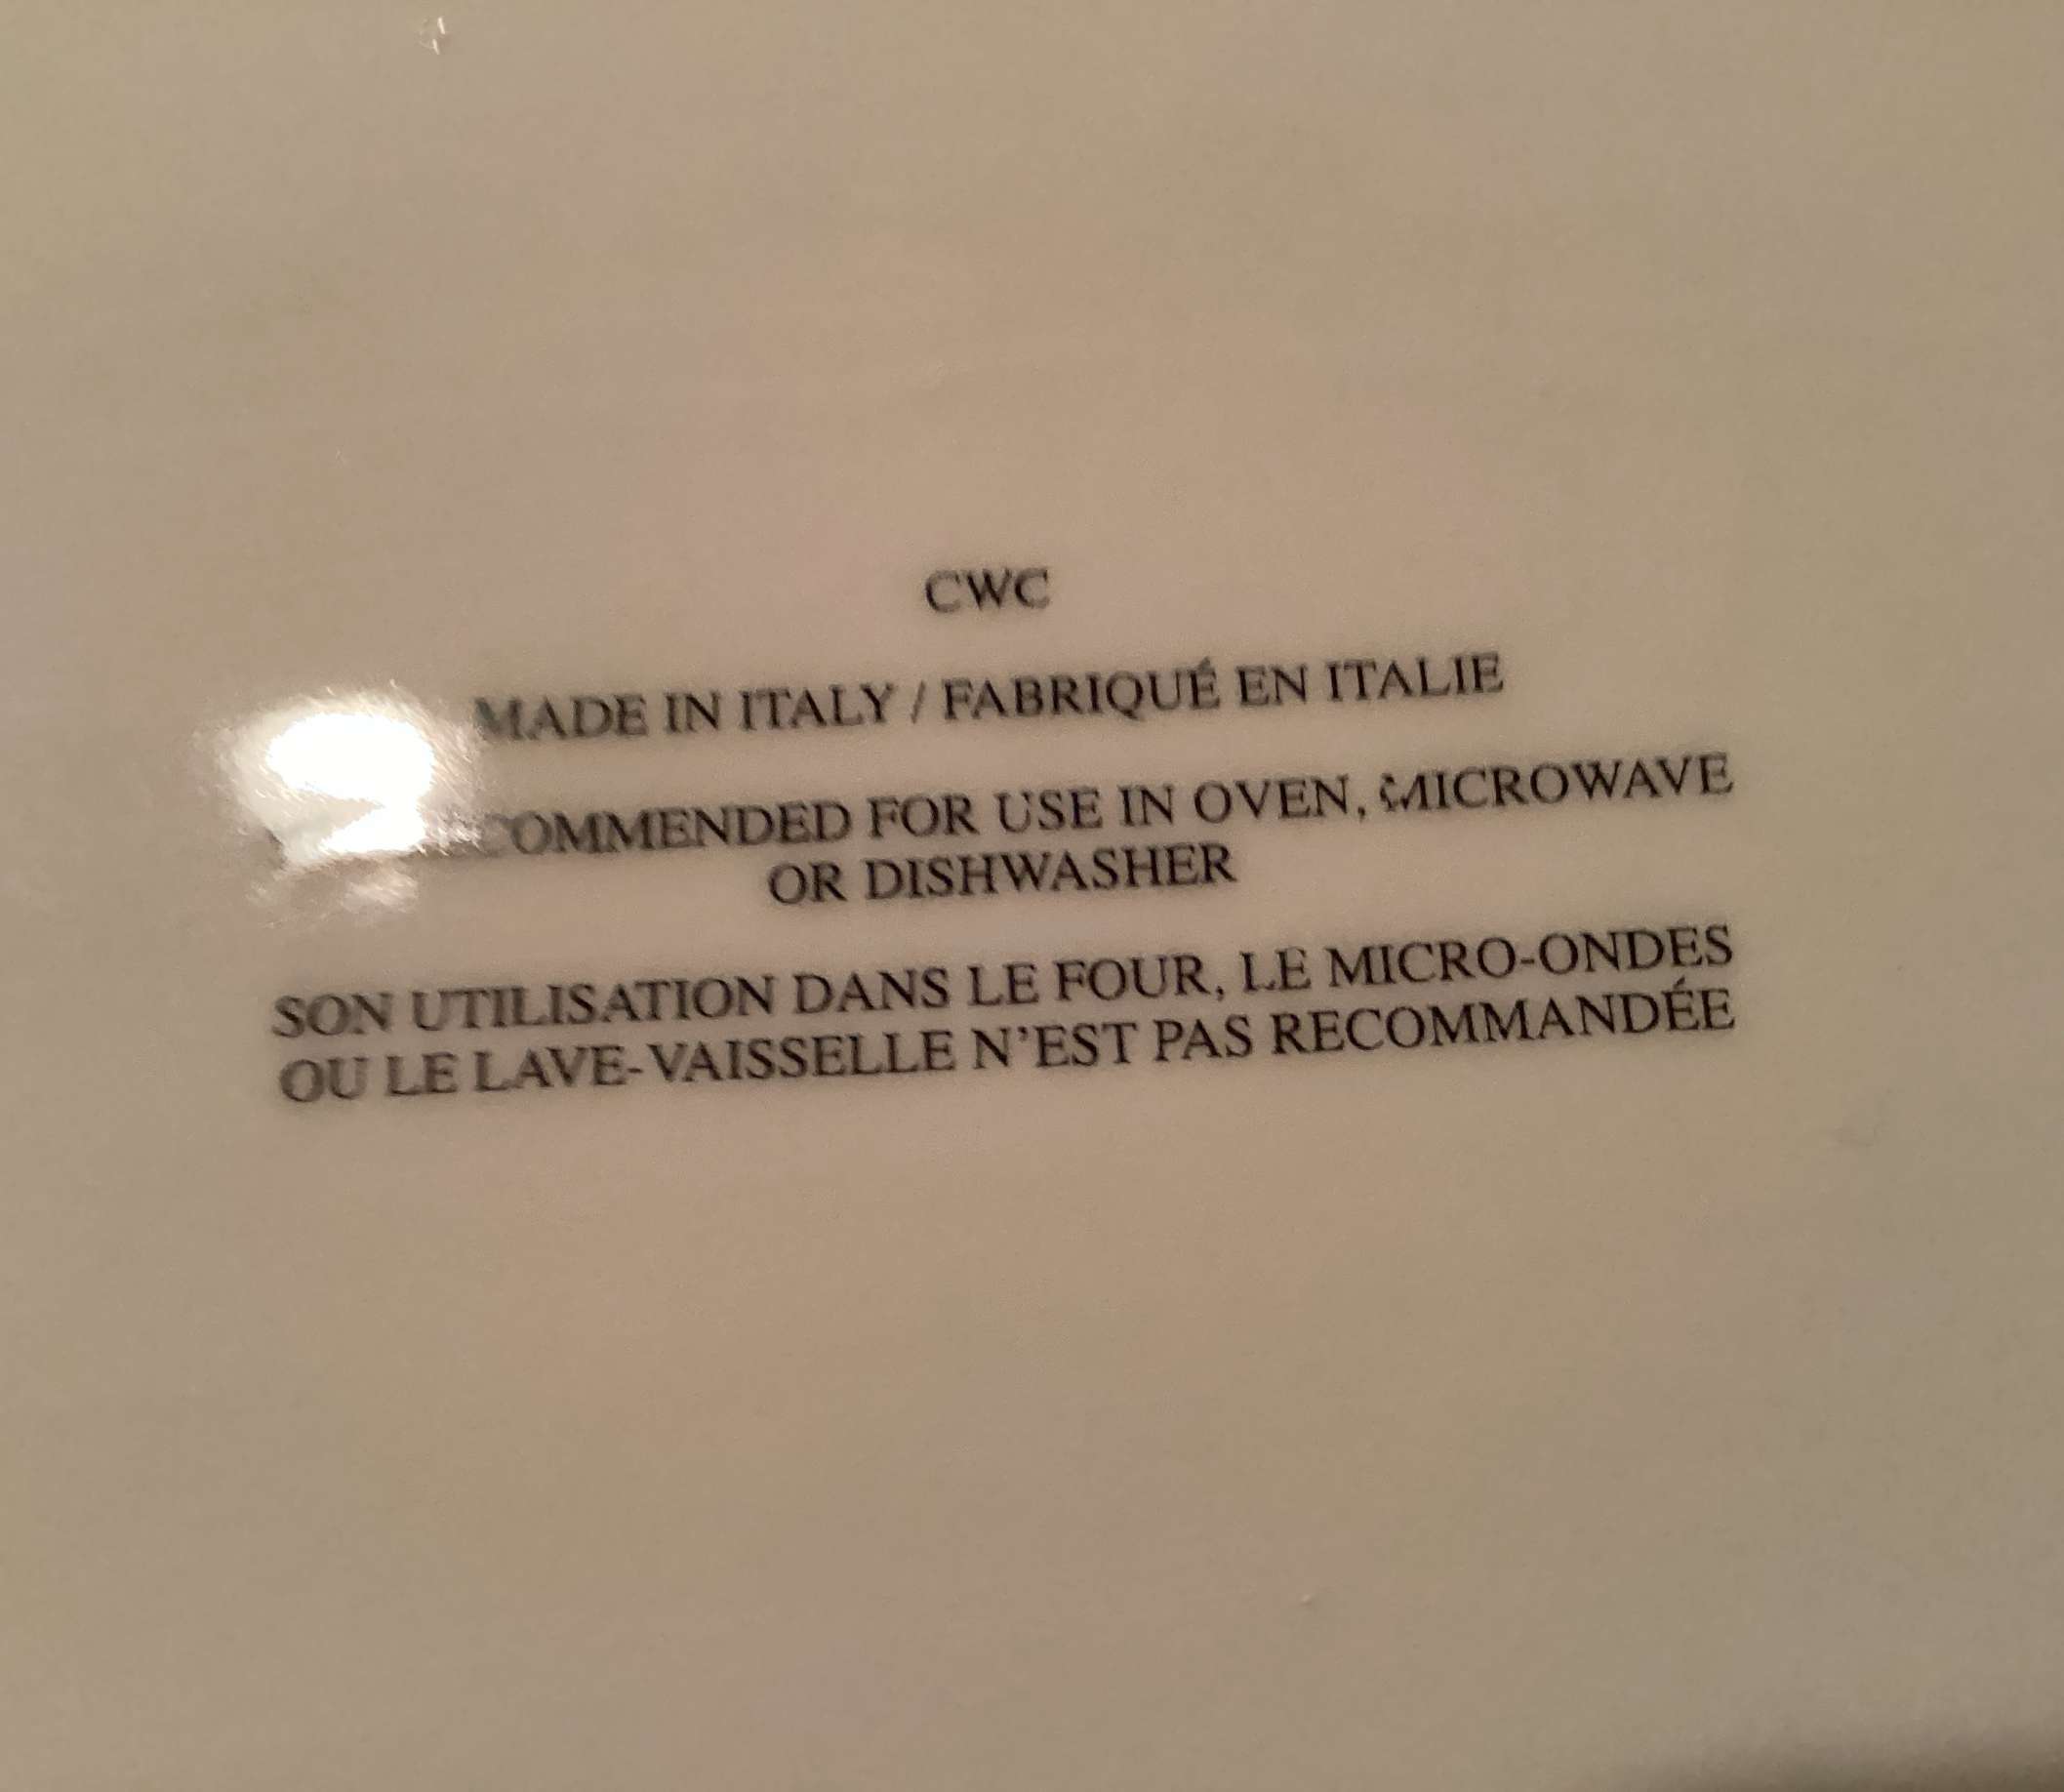 CWC
MADE IN ITALY / FABRIQUÉ EN ITALIE
FOR USE IN OVEN, MICROWAVE
OR DISHWASHER
SON UTILISATION DANS LE FOUR, LE MICRO-ONDES
OU LE LAVE-VAISSELLE N'EST PAS RECOMMANDÉE